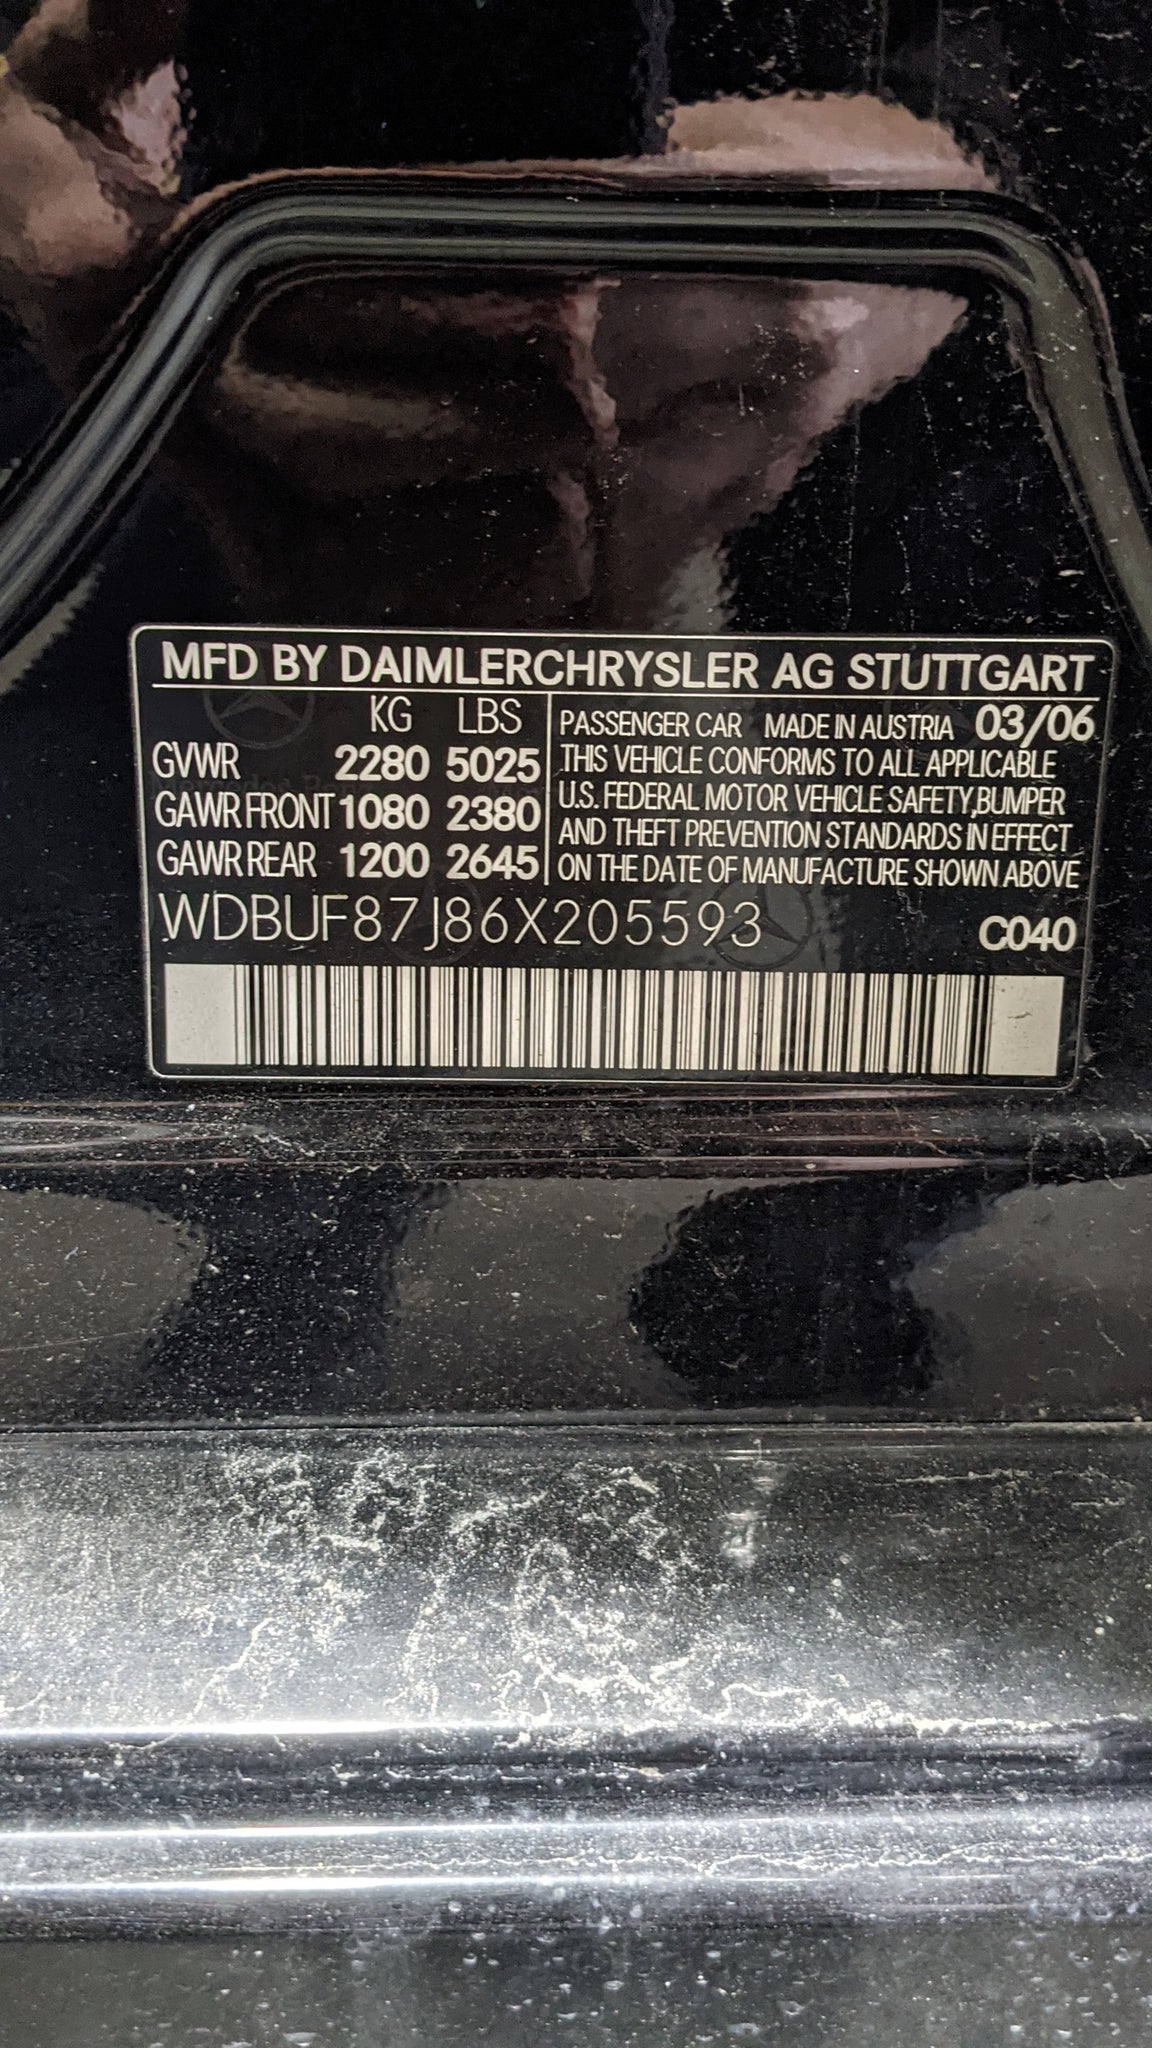 MFD BY DAIMLERCHRYSLER AG STUTTGART
KG LBS
GVWR 2280 5025
GAWR FRONT 1080 2380
GAWR REAR 1200 2645
PASSENGER CAR MADE IN AUSTRIA 03/06
THIS VEHICLE CONFORMS TO ALL APPLICABLE
U.S. FEDERAL MOTOR VEHICLE SAFETY,BUMPER
AND THEFT PREVENTION STANDARDS IN EFFECT
ON THE DATE OF MANUFACTURE SHOWN ABOVE
WDBUF87J86X205593 C040